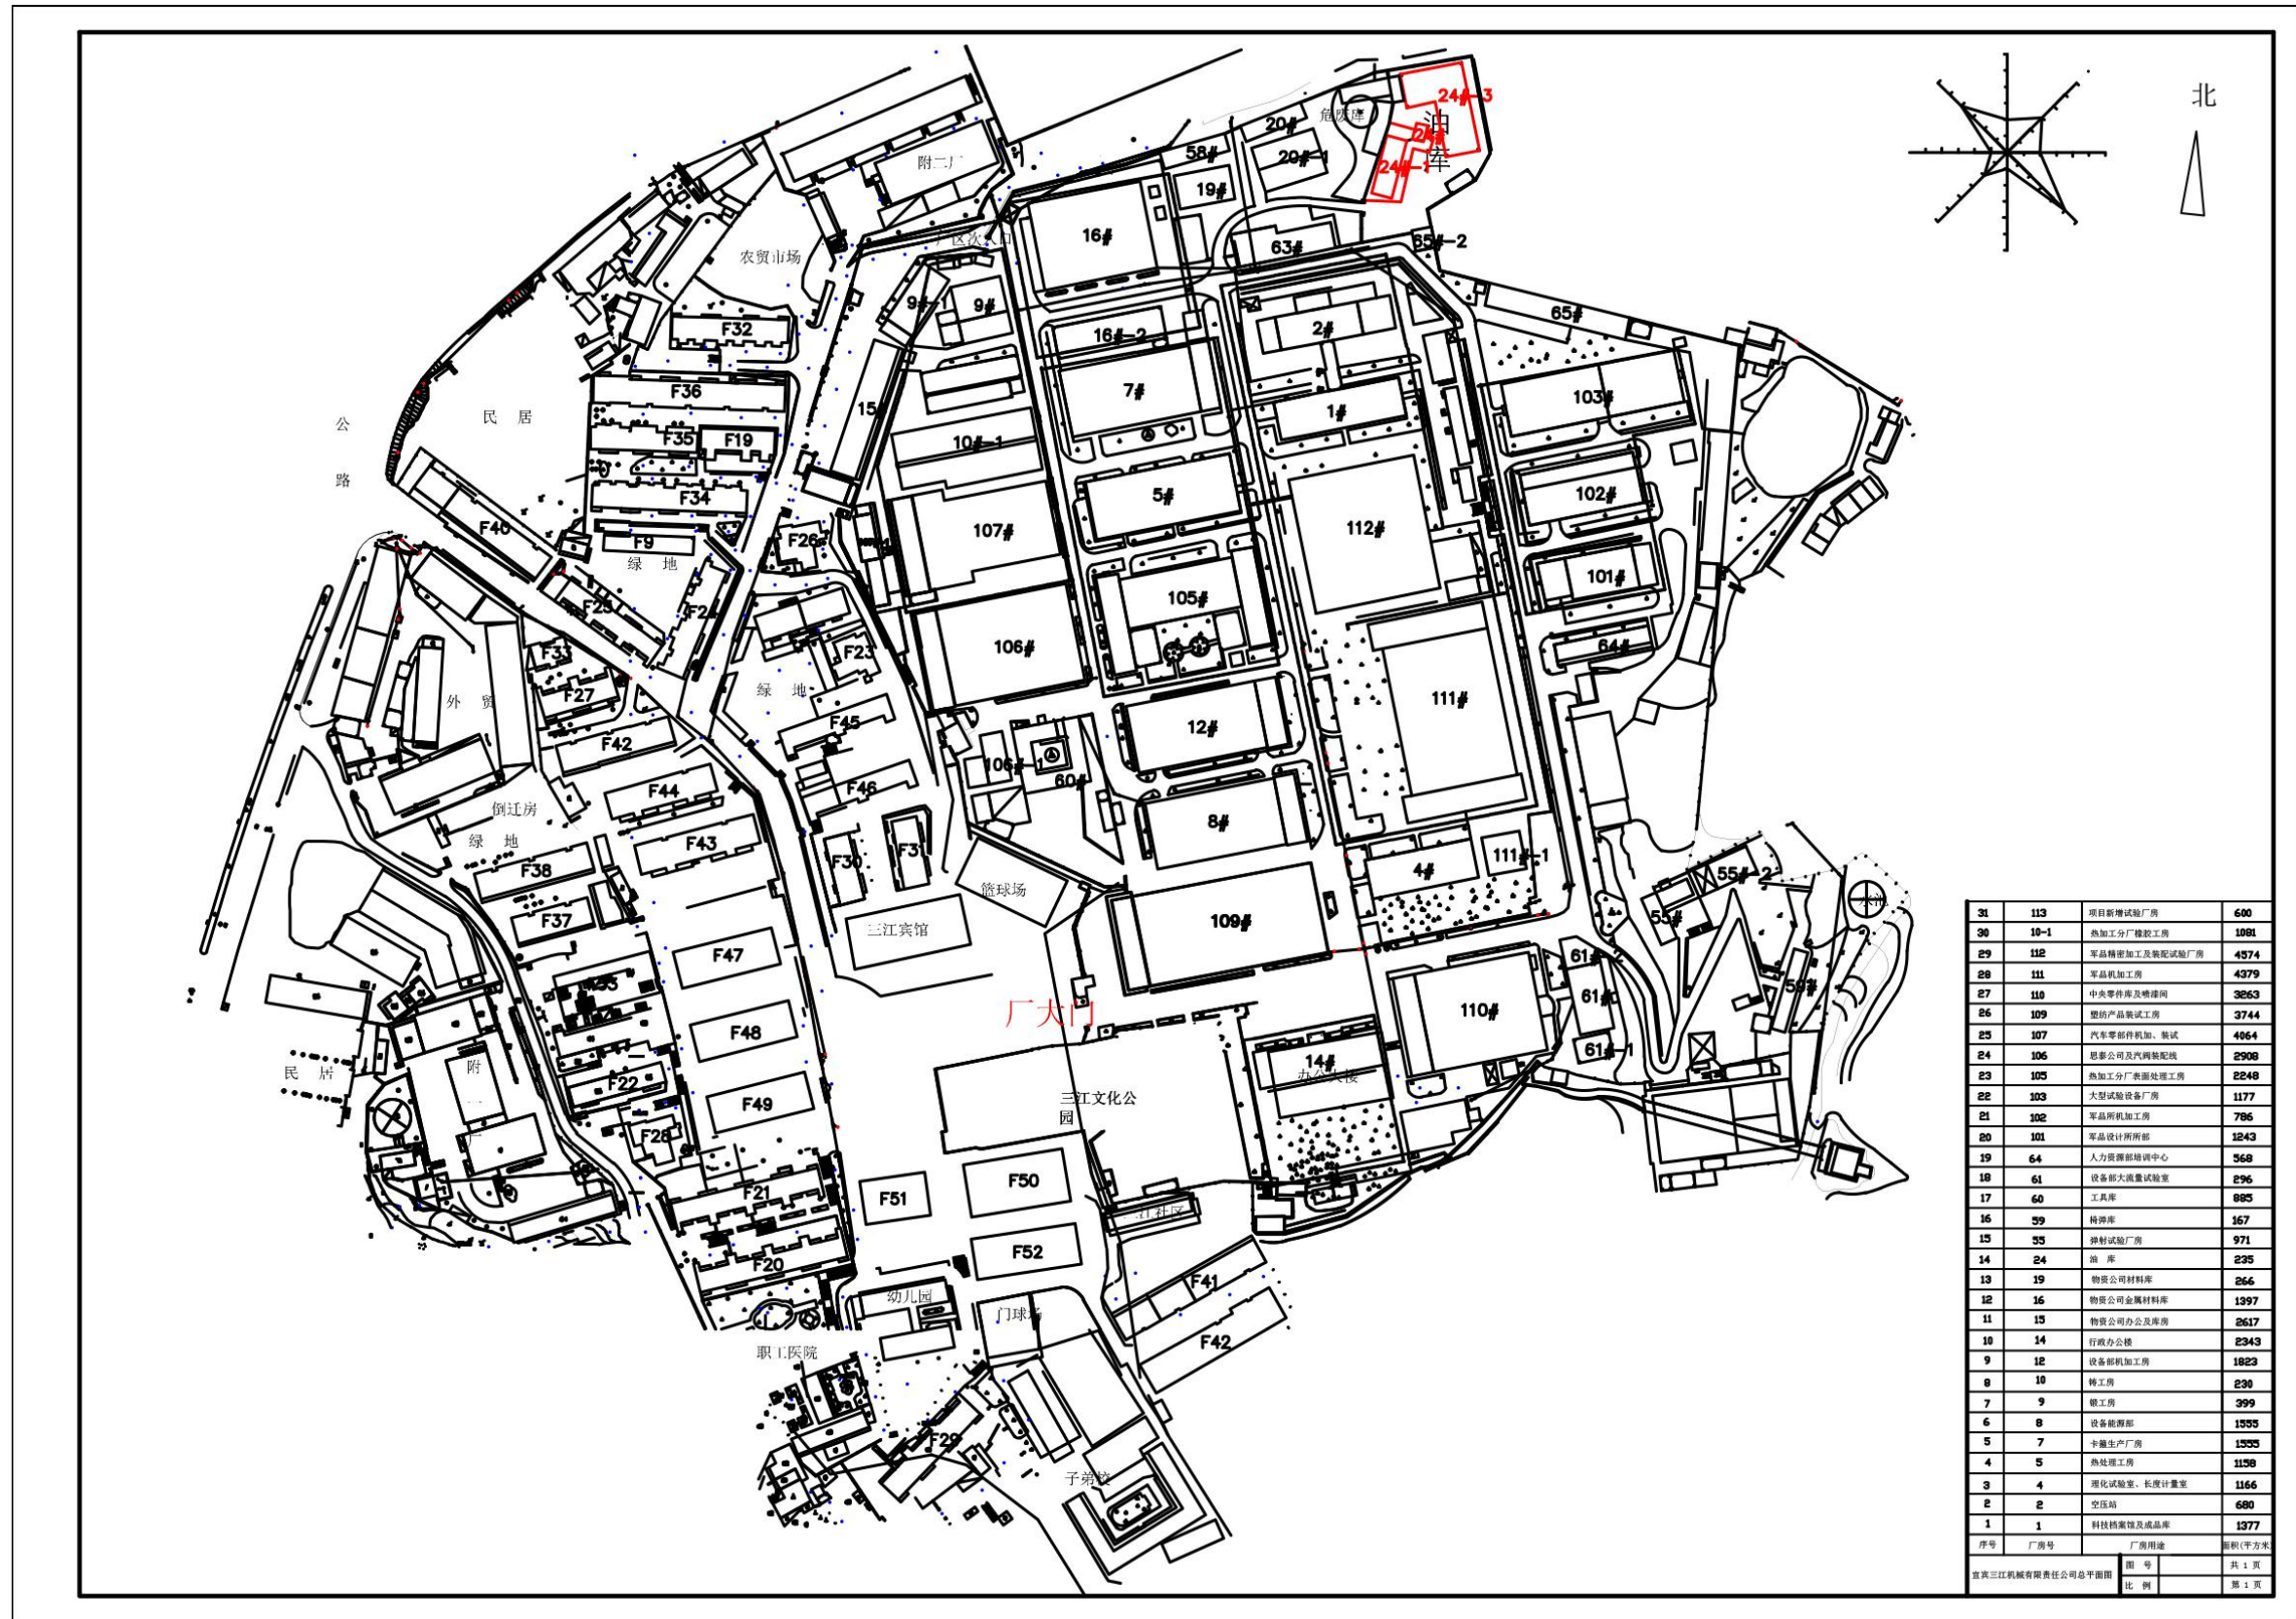 北
24#-3
油库
24#
24#-1
危废库
20#
20#-1
58#
19#
附二厂
16#
厂区次入口
63#
65#-2
农贸市场
9#-1
9#
65#
F32
16#-2
2#
F36
7#
1#
103#
15
民 居
公
路
F35
F19
10#-1
F34
5#
102#
F40
F9
F26
107#
112#
绿 地
101#
F25
105#
F33
F23
106#
64#
F27
绿 地
外 贸
111#
F45
12#
F42
106#-1
60#
F44
F46
倒迁房
绿 地
8#
F43
F30
F31
4#
111#-1
F38
55#-2
篮球场
55#
水池
F37
三江宾馆
109#
F47
61#
59#
厂大门
110#
F48
61#-1
14#
办公大楼
民 居
附
一
厂
F22
F49
三江文化公
园
F28
F21
F51
F50
三江社区
F52
F20
F41
幼儿园
门球场
F42
职工医院
F29
子弟校
31 113 项目新增试验厂房 600
30 10-1 热加工分厂橡胶工房 1081
29 112 军品精密加工及装配试验厂房 4574
28 111 军品机加工房 4379
27 110 中央零件库及喷漆间 3263
26 109 塑纺产品装试工房 3744
25 107 汽车零部件机加、装试 4064
24 106 思泰公司及汽阀装配线 2908
23 105 热加工分厂表面处理工房 2248
22 103 大型试验设备厂房 1177
21 102 军品所机加工房 786
20 101 军品设计所所部 1243
19 64 人力资源部培训中心 568
18 61 设备部大流量试验室 296
17 60 工具库 885
16 59 椅弹库 167
15 55 弹射试验厂房 971
14 24 油 库 235
13 19 物资公司材料库 266
12 16 物资公司金属材料库 1397
11 15 物资公司办公及库房 2617
10 14 行政办公楼 2343
9 12 设备部机加工房 1823
8 10 铸工房 230
7 9 锻工房 399
6 8 设备能源部 1555
5 7 卡箍生产厂房 1555
4 5 热处理工房 1158
3 4 理化试验室、长度计量室 1166
2 2 空压站 680
1 1 科技档案馆及成品库 1377
序号 厂房号 厂房用途 面积(平方米
宜宾三江机械有限责任公司总平面图 图 号 共 1 页
比 例 第 1 页